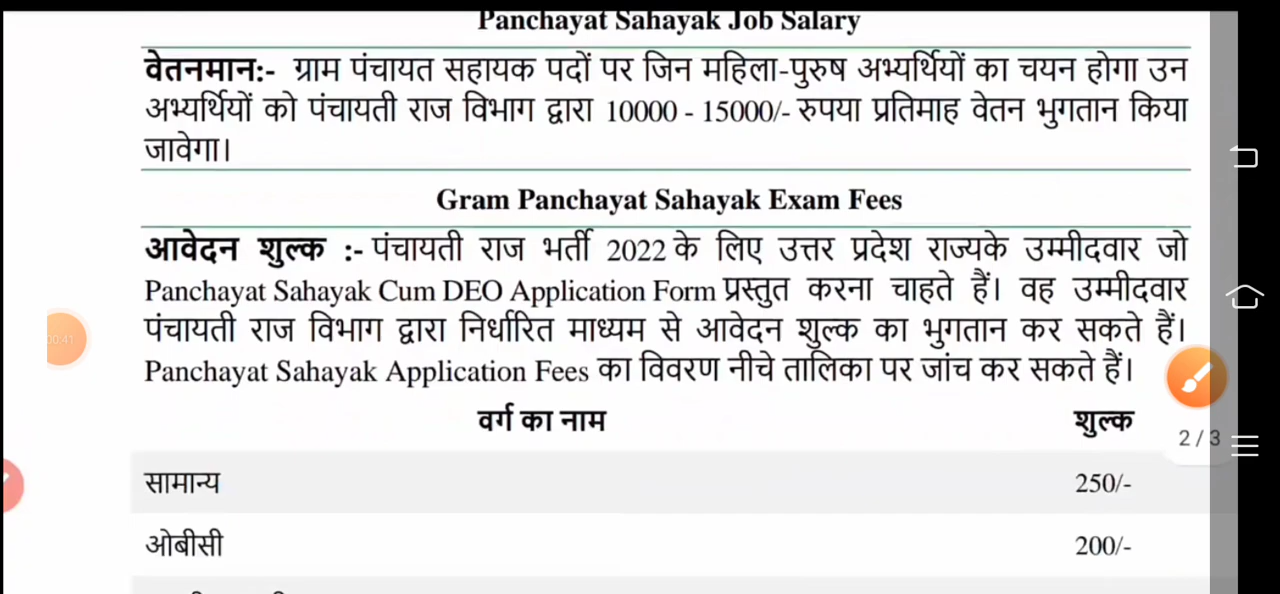 Panchayat Sahayak Job Salary
वेतनमान:- ग्राम पंचायत सहायक पदों पर जिन महिला-पुरुष अभ्यर्थियों का चयन होगा उन
अभ्यर्थियों को पंचायती राज विभाग द्वारा 10000 - 15000/- रुपया प्रतिमाह वेतन भुगतान किया
जावेगा।
Gram Panchayat Sahayak Exam Fees
आवेदन शुल्क :- पंचायती राज भर्ती 2022 के लिए उत्तर प्रदेश राज्यके उम्मीदवार जो
Panchayat Sahayak Cum DEO Application Form प्रस्तुत करना चाहते हैं। वह उम्मीदवार
पंचायती राज विभाग द्वारा निर्धारित माध्यम से आवेदन शुल्क का भुगतान कर सकते हैं।
Panchayat Sahayak Application Fees का विवरण नीचे तालिका पर जांच कर सकते हैं।
वर्ग का नाम शुल्क
2 / 3
सामान्य 250/-
ओबीसी 200/-
00:41